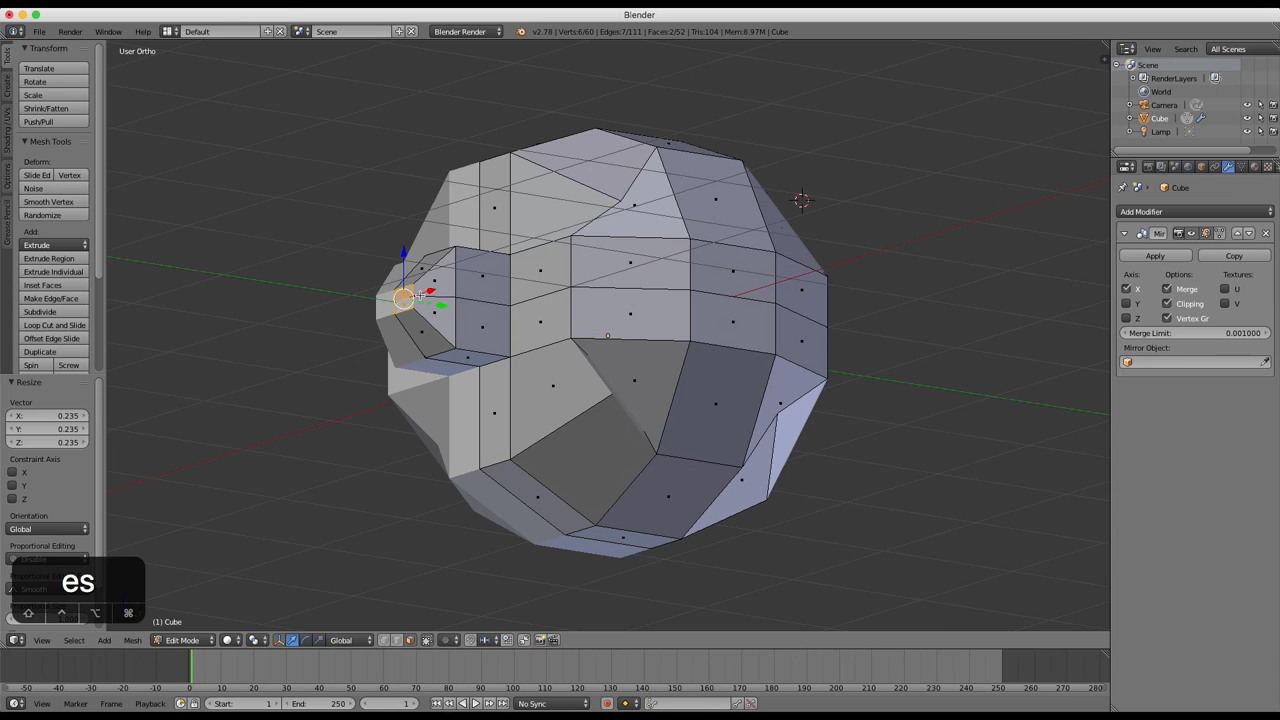 Blender
File Render Window Help Default Scene Blender Render v2.78 | Verts:6/60 | Edges:7/111 | Faces:2/52 | Tris:104 | Mem:8.97M | Cube
Transform
Translate
Rotate
Scale
Shrink/Fatten
Push/Pull
Mesh Tools
Deform:
Slide Ed Vertex
Noise
Smooth Vertex
Randomize
Add:
Extrude
Extrude Region
Extrude Individual
Inset Faces
Make Edge/Face
Subdivide
Loop Cut and Slide
Offset Edge Slide
Duplicate
Spin Screw
Tools
Create
Shading / UVs
Options
Grease Pencil
Resize
Vector
X: 0.235
Y: 0.235
Z: 0.235
Constraint Axis
X
Y
Z
Orientation
Global
Proportional Editing
es
User Ortho
(1) Cube
View Select Add Mesh Edit Mode Global
View Search All Scenes
Scene
RenderLayers
World
Camera
Cube
Lamp
Cube
Add Modifier
Mir
Apply Copy
Axis: Options: Textures:
X Merge U
Y Clipping V
Z Vertex Gr
Merge Limit: 0.001000
Mirror Object:
-50 -40 -30 -20 -10 0 10 20 30 40 50 60 70 80 90 100 110 120 130 140 150 160 170 180 190 200 210 220 230 240 250 260 270 280
View Marker Frame Playback Start: 1 End: 250 1 No Sync